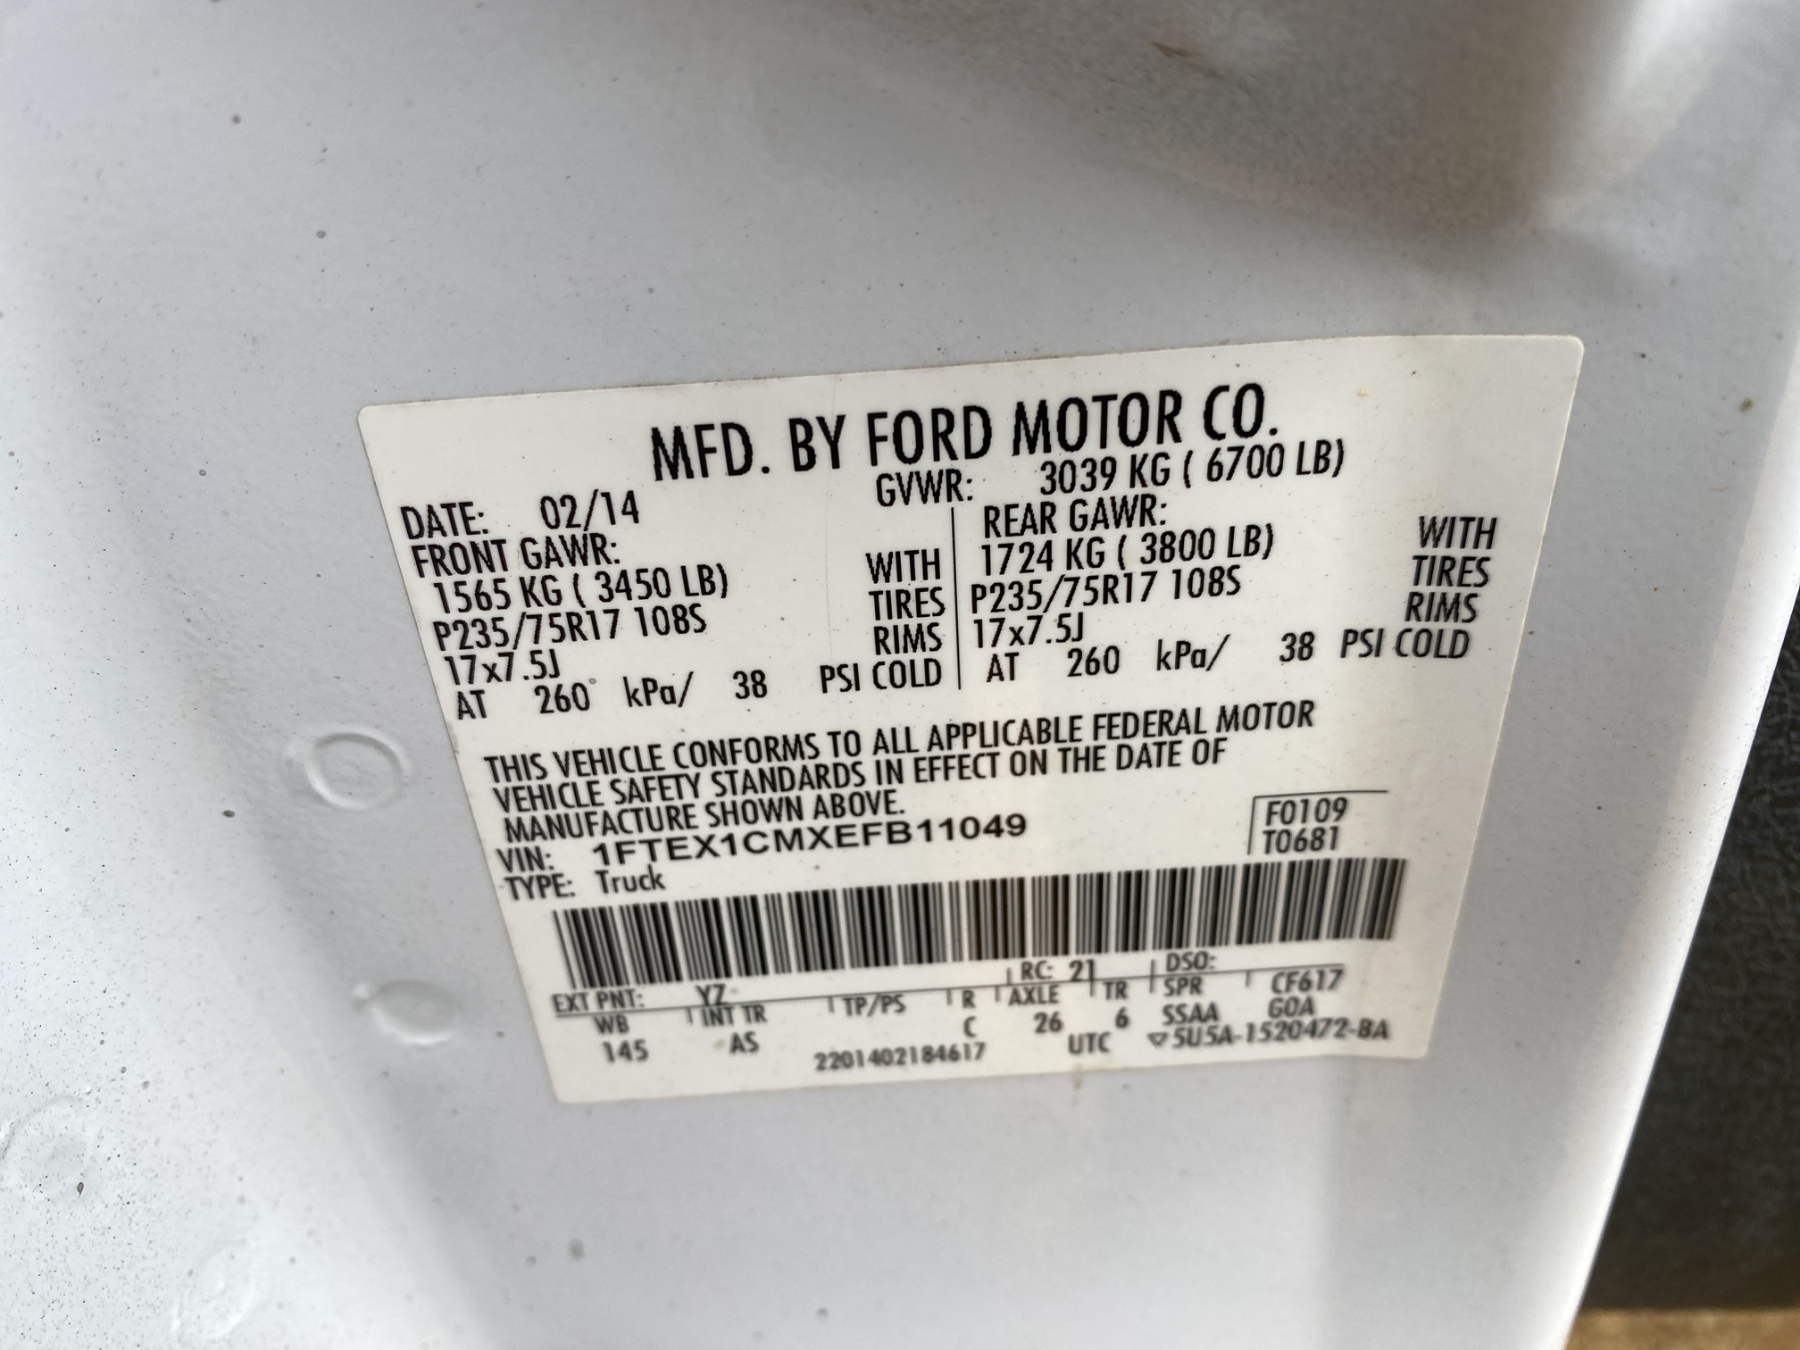 MFD. BY FORD MOTOR CO.
DATE: 02/14 GVWR: 3039 KG ( 6700 LB)
FRONT GAWR: REAR GAWR:
1565 KG ( 3450 LB) WITH 1724 KG ( 3800 LB) WITH
P235/75R17 108S TIRES P235/75R17 108S TIRES
17x7.5J RIMS 17x7.5J RIMS
AT 260 kPa/ 38 PSI COLD AT 260 kPa/ 38 PSI COLD
THIS VEHICLE CONFORMS TO ALL APPLICABLE FEDERAL MOTOR
VEHICLE SAFETY STANDARDS IN EFFECT ON THE DATE OF
MANUFACTURE SHOWN ABOVE.
VIN: 1FTEX1CMXEFB11049 F0109
TYPE: Truck T0681
EXT PNT: YZ RC: 21 DSO:
WB INT TR TP/PS R AXLE TR SPR CF617
145 AS C 26 6 SSAA GOA
2201402184617 UTC ▽5U5A-1520472-BA